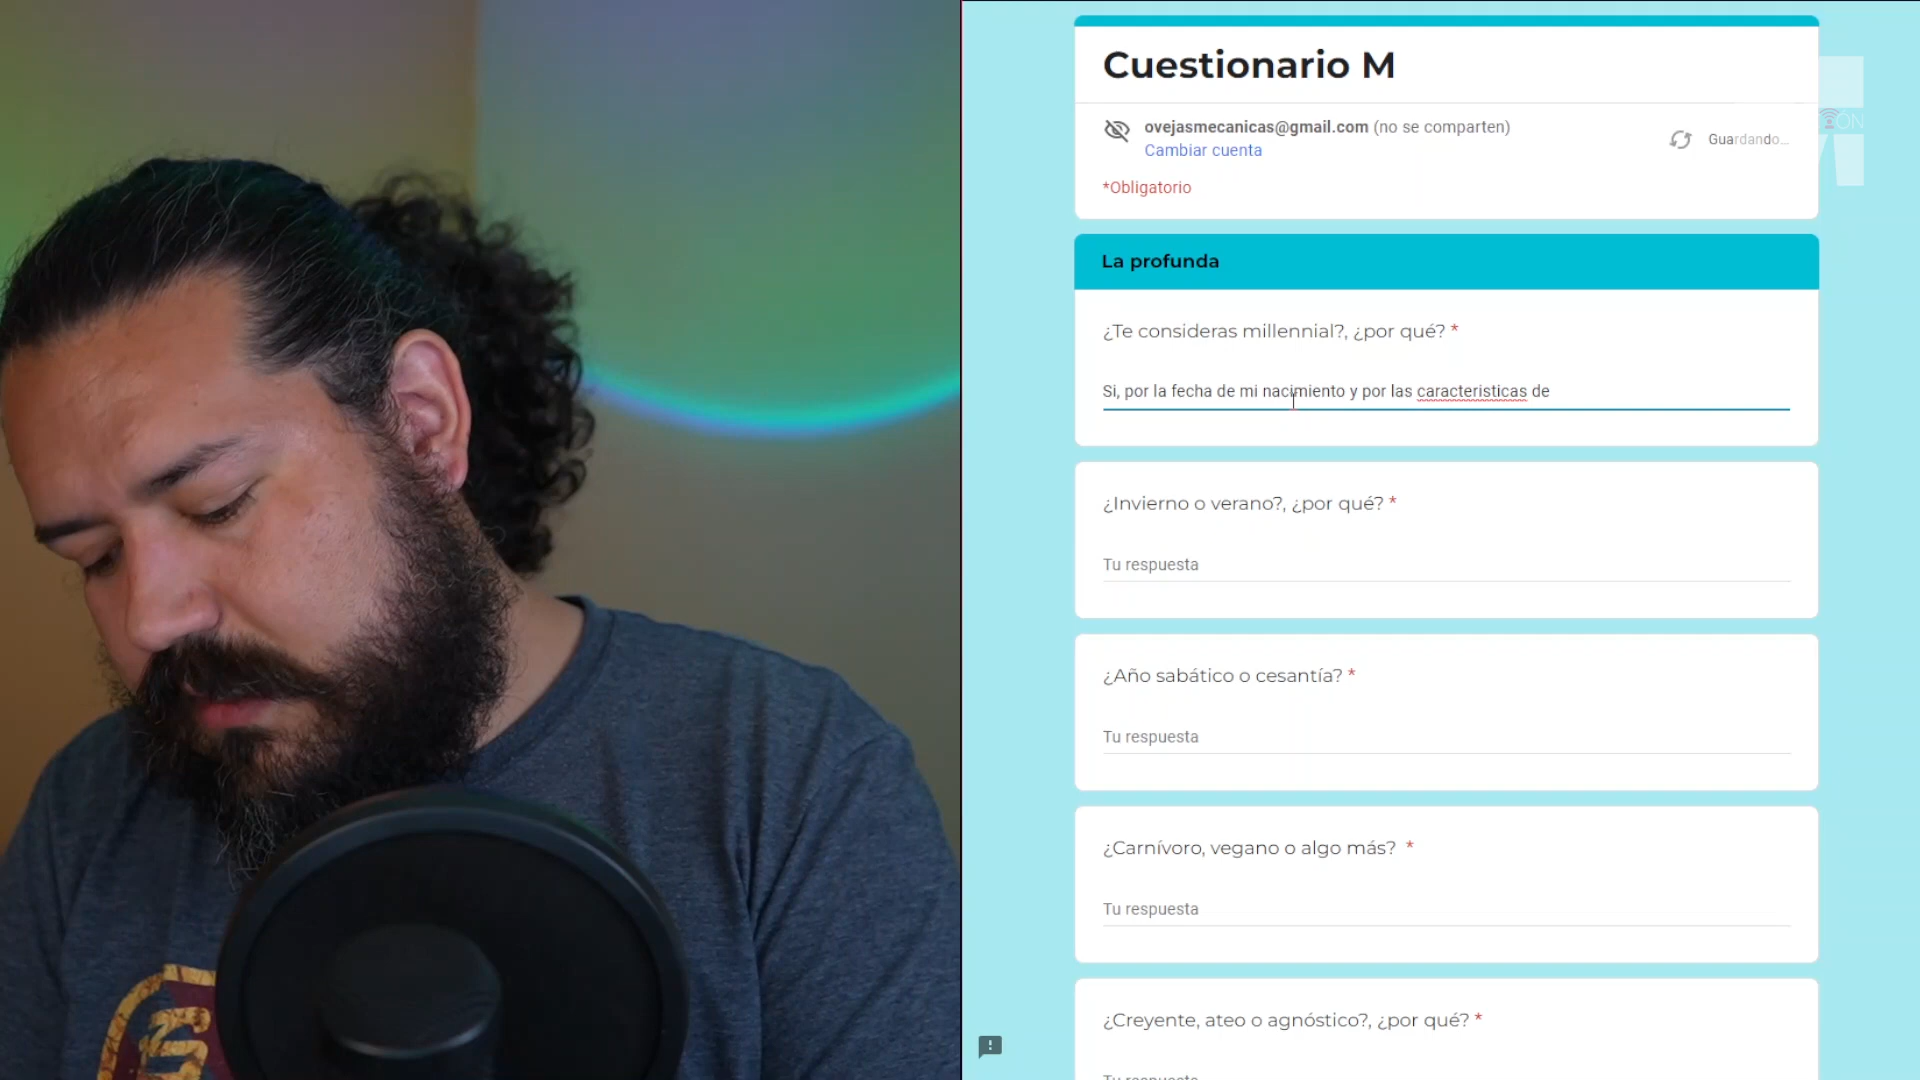 Cuestionario M
ovejasmecanicas@gmail.com (no se comparten)
Cambiar cuenta
Guardando...
*Obligatorio
La profunda
¿Te consideras millennial?, ¿por qué? *
Si, por la fecha de mi nacimiento y por las caracteristicas de
¿Invierno o verano?, ¿por qué? *
Tu respuesta
¿Año sabático o cesantía? *
Tu respuesta
¿Carnívoro, vegano o algo más? *
Tu respuesta
¿Creyente, ateo o agnóstico?, ¿por qué? *
Tu respuesta